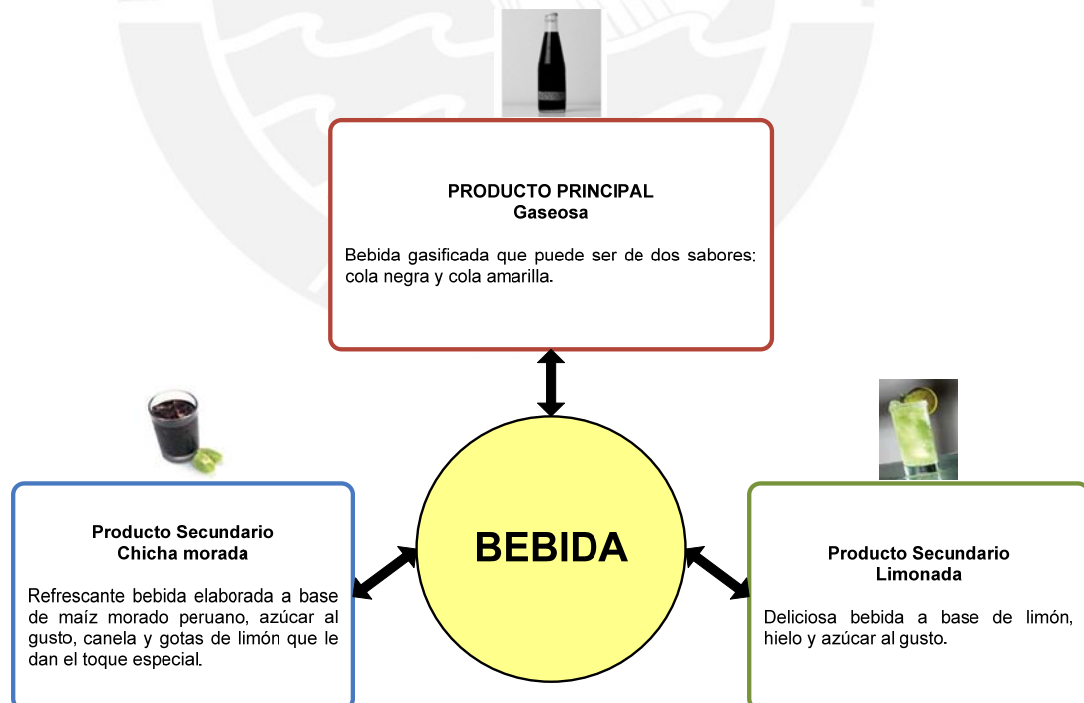 PRODUCTO PRINCIPAL
Gaseosa
Bebida gasificada que puede ser de dos sabores:
cola negra y cola amarilla.
BEBIDA
Producto Secundario
Chicha morada
Refrescante bebida elaborada a base
de maíz morado peruano, azúcar al
gusto, canela y gotas de limón que le
dan el toque especial.
Producto Secundario
Limonada
Deliciosa bebida a base de limón,
hielo y azúcar al gusto.